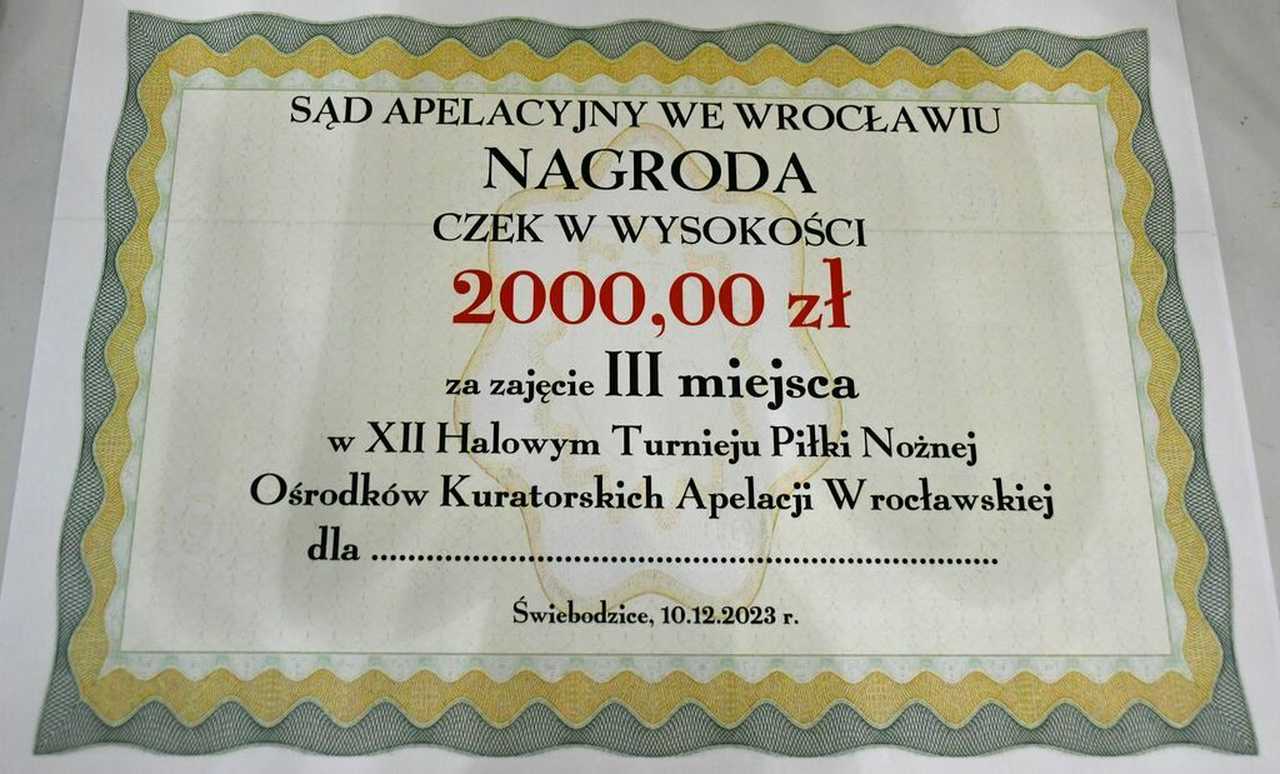 SĄD APELACYJNY WE WROCŁAWIU
NAGRODA
CZEK W WYSOKOŚCI
2000,00 zł
za zajęcie III miejsca
w XII Halowym Turnieju Piłki Nożnej
Ośrodków Kuratorskich Apelacji Wrocławskiej
dla ......................................................................
Świebodzice, 10.12.2023 r.